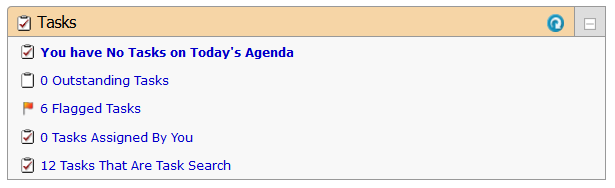 Tasks
You have No Tasks on Today's Agenda
0 Outstanding Tasks
6 Flagged Tasks
0 Tasks Assigned By You
12 Tasks That Are Task Search